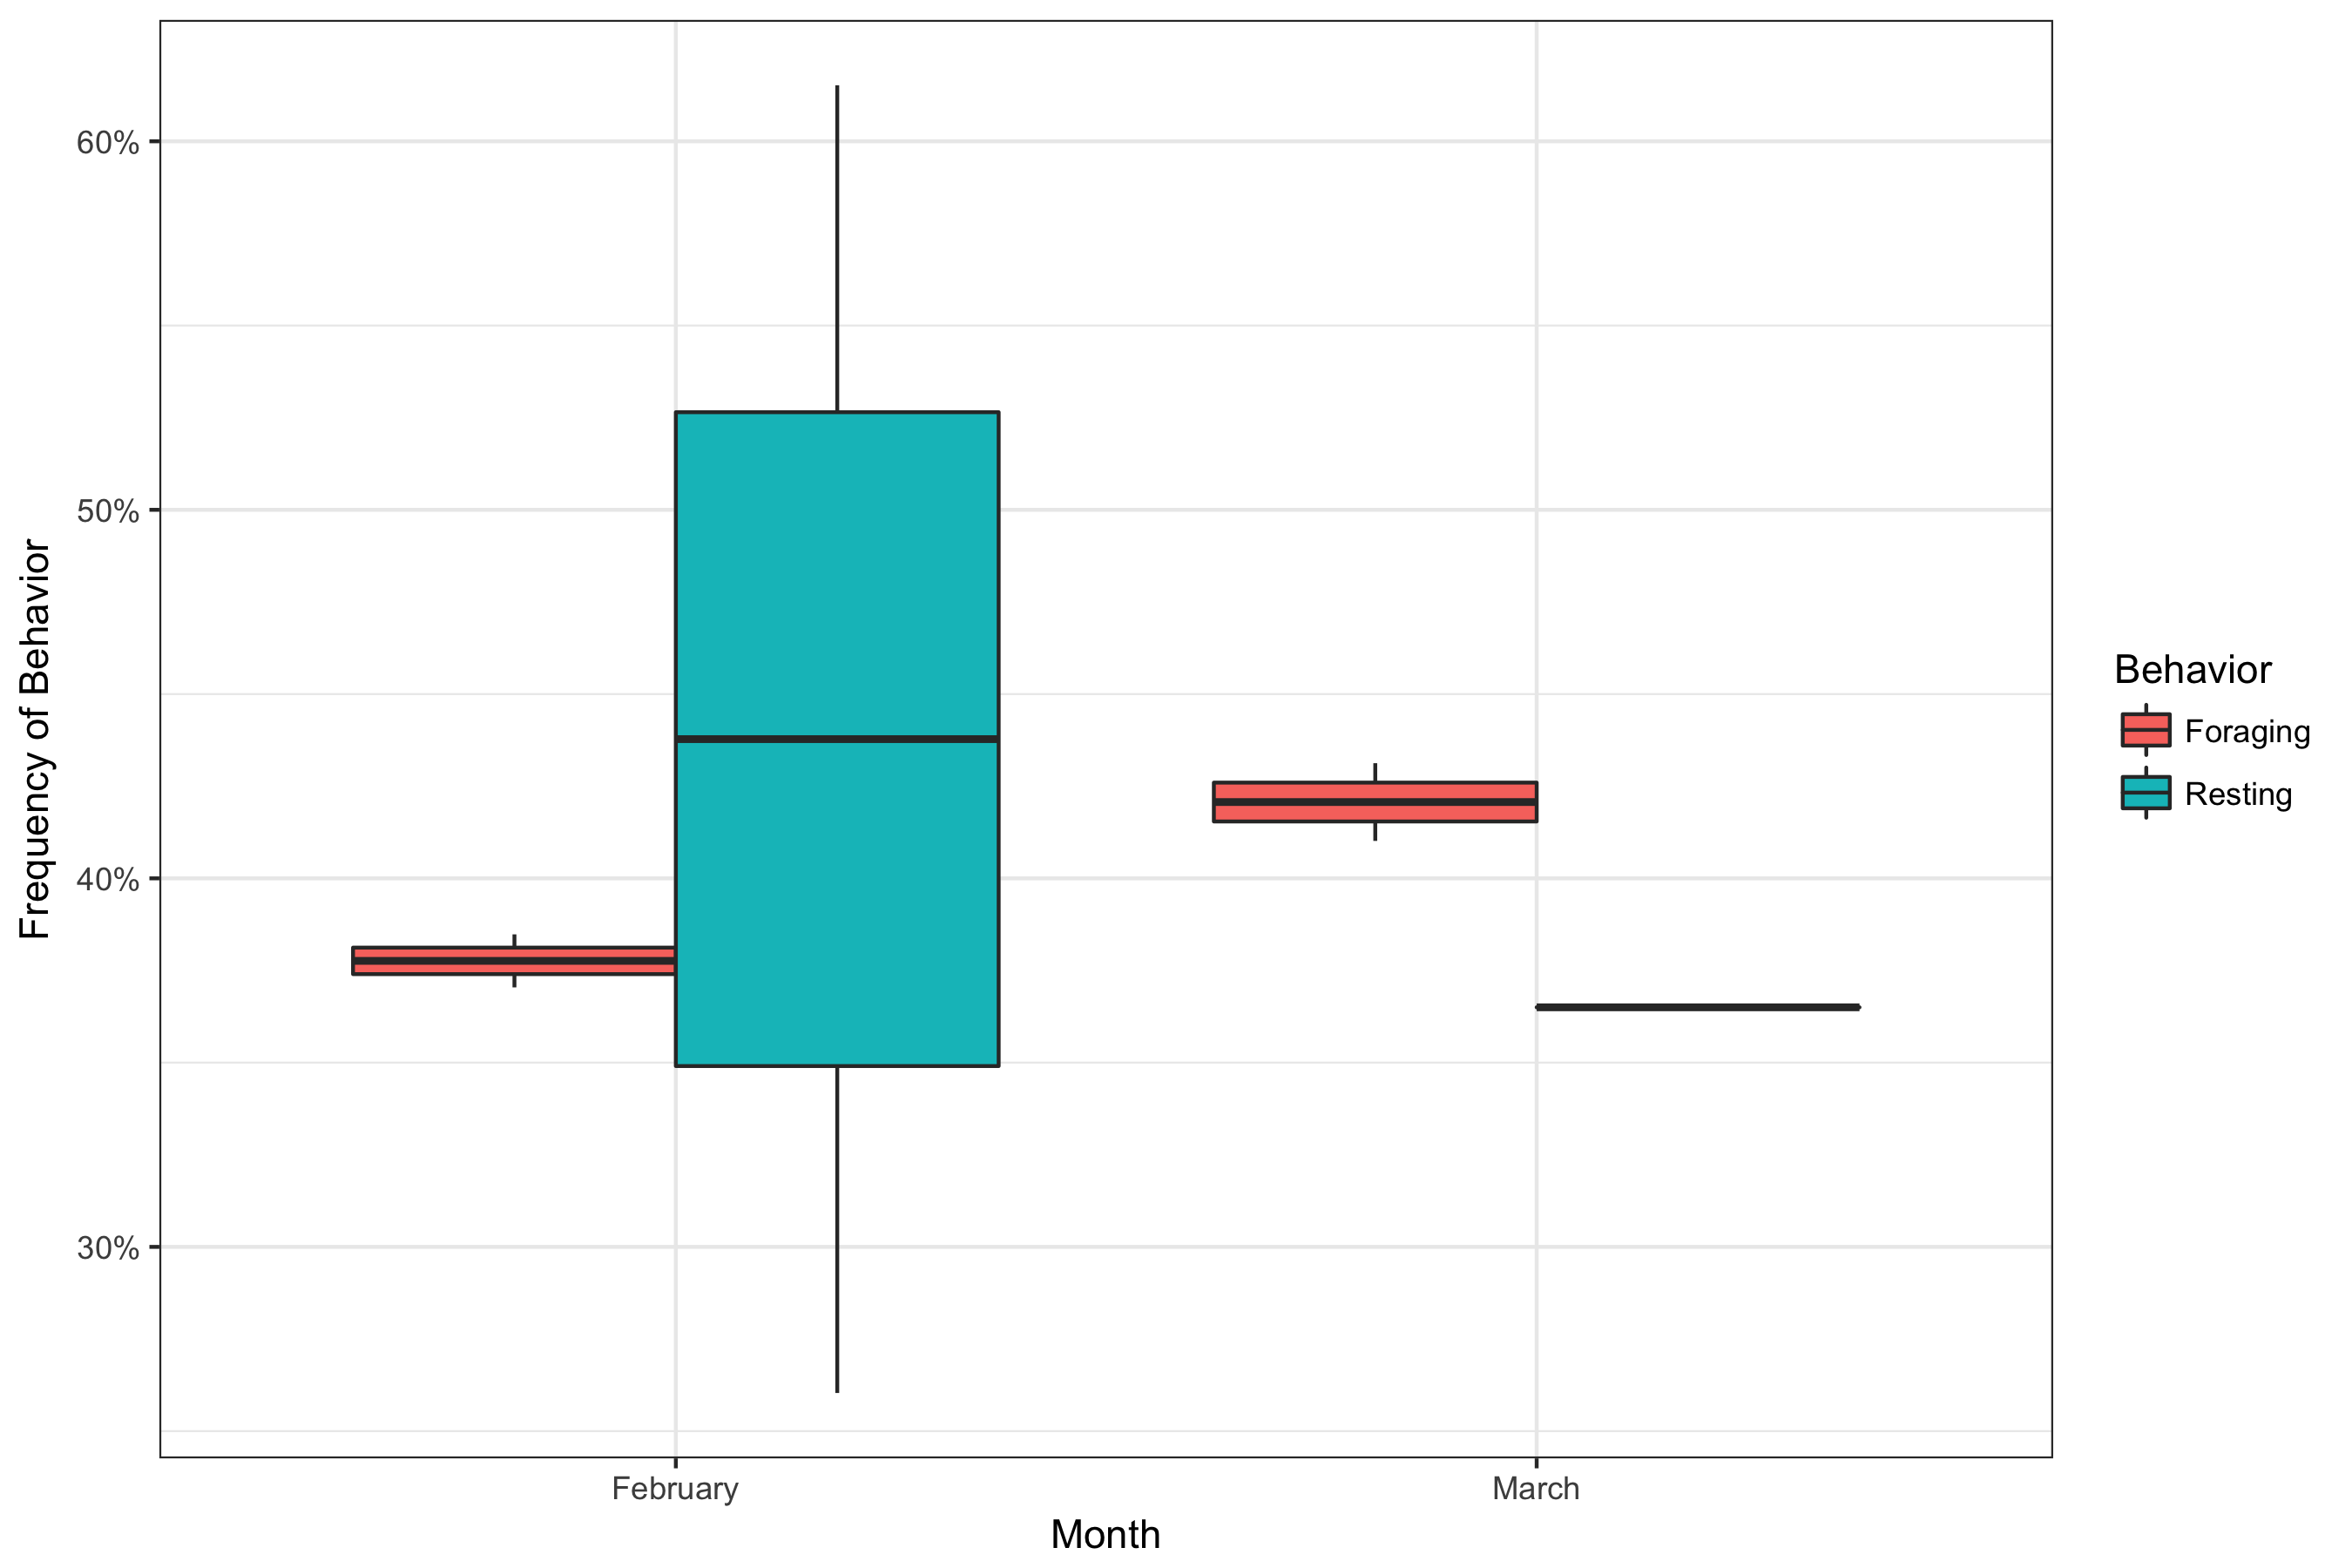 Frequency of Behavior
60%
50%
40%
30%
February
March
Month
Behavior
Foraging
Resting